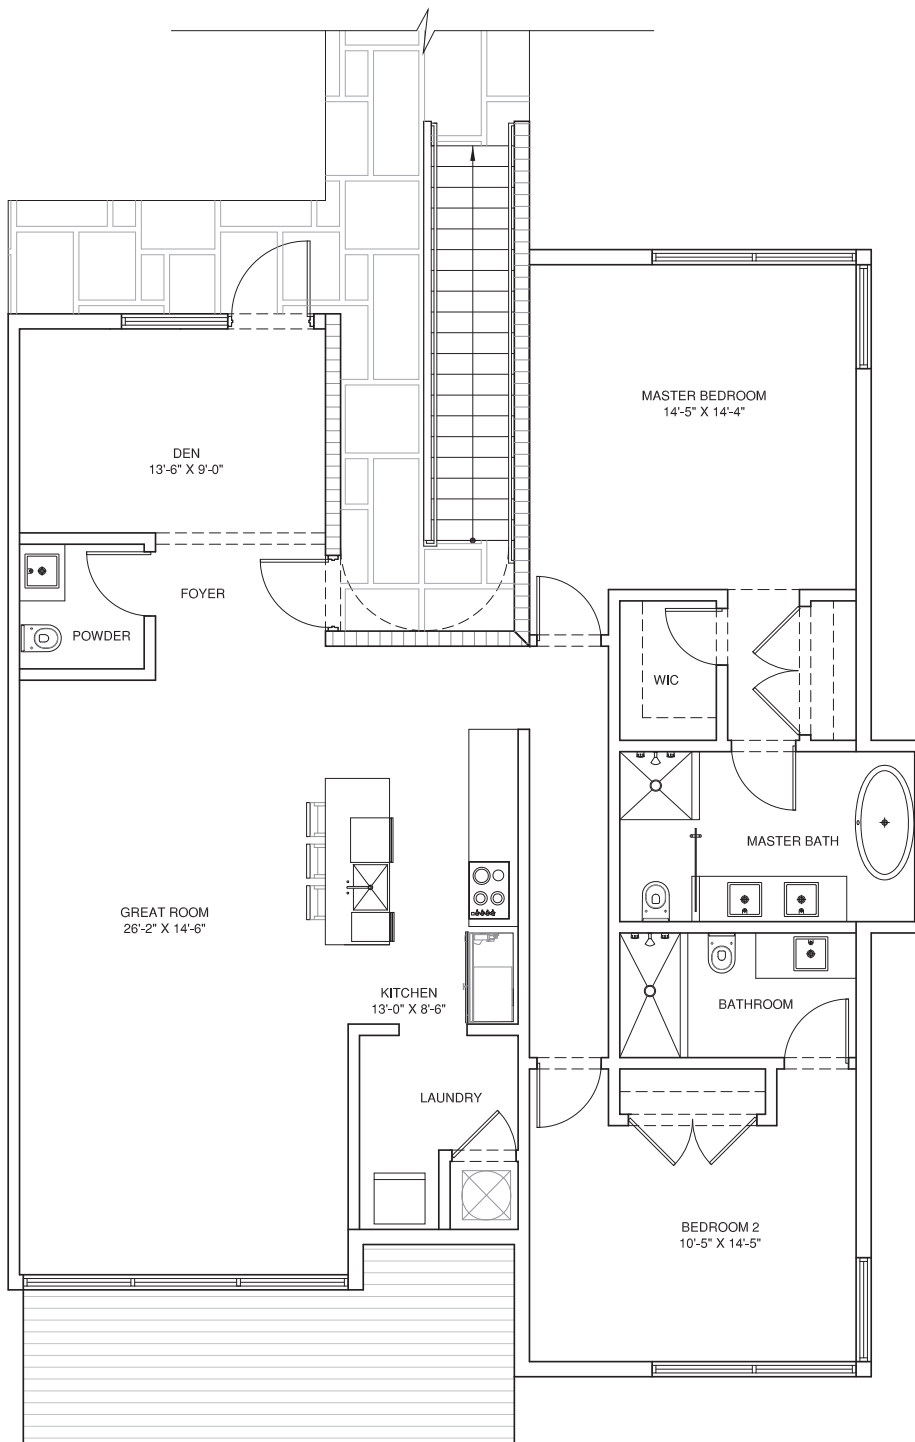 MASTER BEDROOM
14'-5" X 14'-4"
DEN
13'-6" X 9'-0"
FOYER
POWDER
WIC
MASTER BATH
GREAT ROOM
26'-2" X 14'-6"
KITCHEN
13'-0" X 8'-6"
BATHROOM
LAUNDRY
BEDROOM 2
10'-5" X 14'-5"